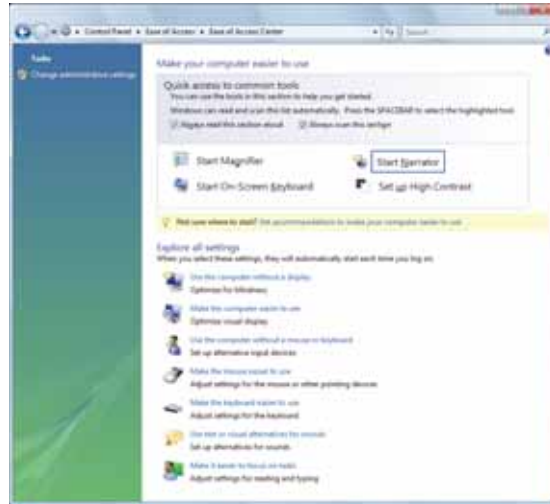 Control Panel ▸ Ease of Access ▸ Ease of Access Center
Search
Tasks
Change administrative settings
Make your computer easier to use
Quick access to common tools
You can use the tools in this section to help you get started.
Windows can read and scan this list automatically. Press the SPACEBAR to select the highlighted tool.
Always read this section aloud Always scan this section
Start Magnifier Start Narrator
Start On-Screen Keyboard Set up High Contrast
Not sure where to start? Get recommendations to make your computer easier to use
Explore all settings
When you select these settings, they will automatically start each time you log on.
Use the computer without a display
Optimize for blindness
Make the computer easier to see
Optimize visual display
Use the computer without a mouse or keyboard
Set up alternative input devices
Make the mouse easier to use
Adjust settings for the mouse or other pointing devices
Make the keyboard easier to use
Adjust settings for the keyboard
Use text or visual alternatives for sounds
Set up alternatives for sounds
Make it easier to focus on tasks
Adjust settings for reading and typing